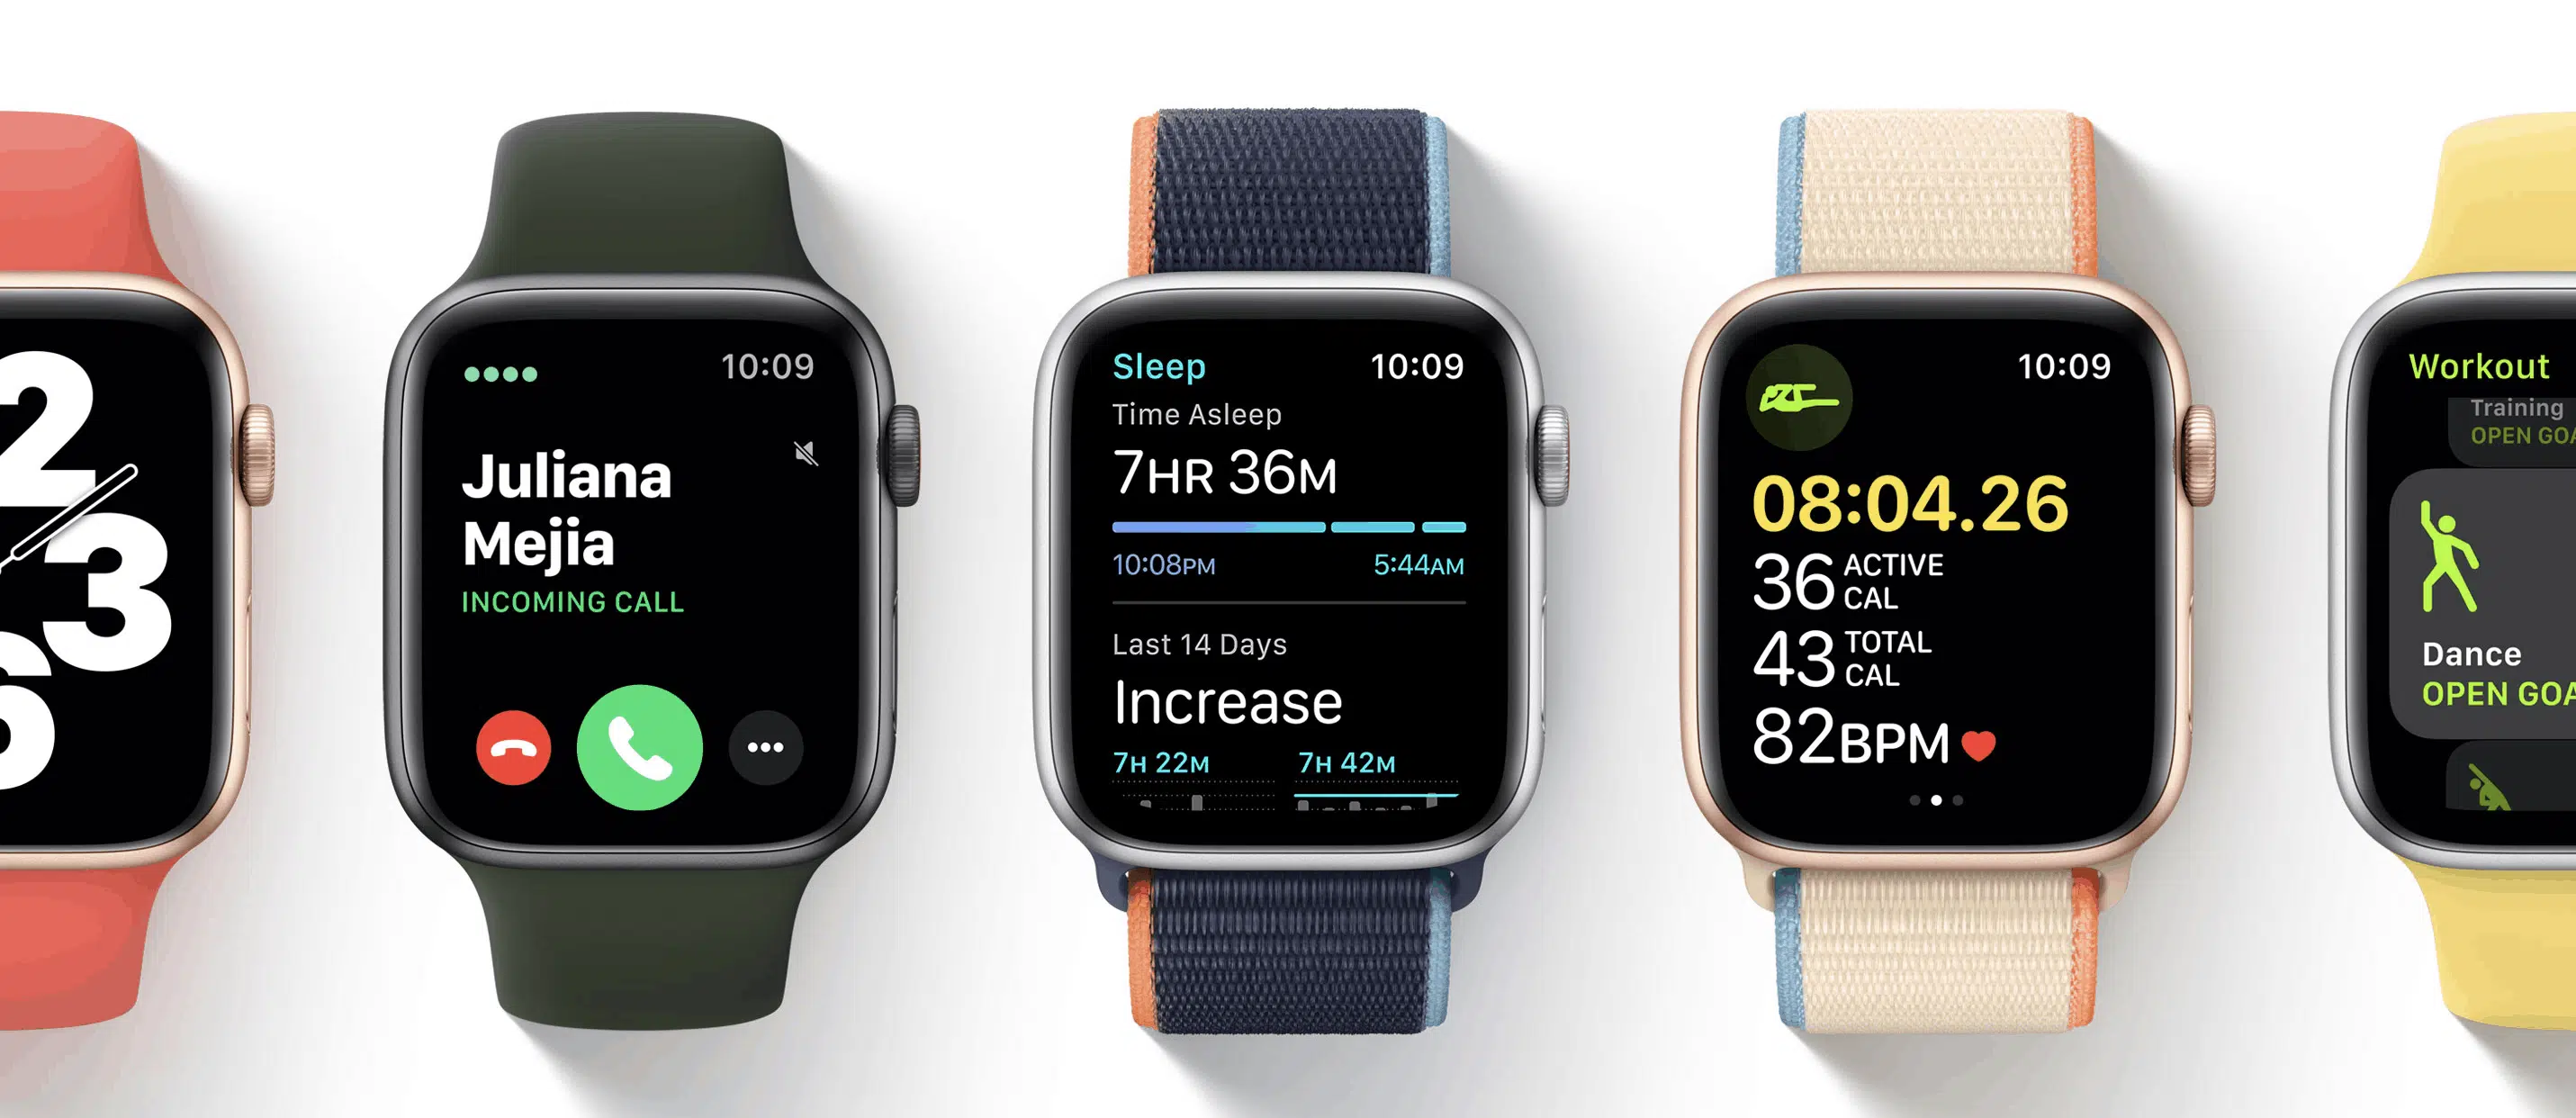 2
3
6
10:09
Juliana
Mejia
INCOMING CALL
Sleep 10:09
Time Asleep
7HR 36M
10:08PM 5:44AM
Last 14 Days
Increase
7H 22M 7H 42M
10:09
08:04.26
36 ACTIVE CAL
43 TOTAL CAL
82BPM
Workout
Training
OPEN
Dance
OPEN